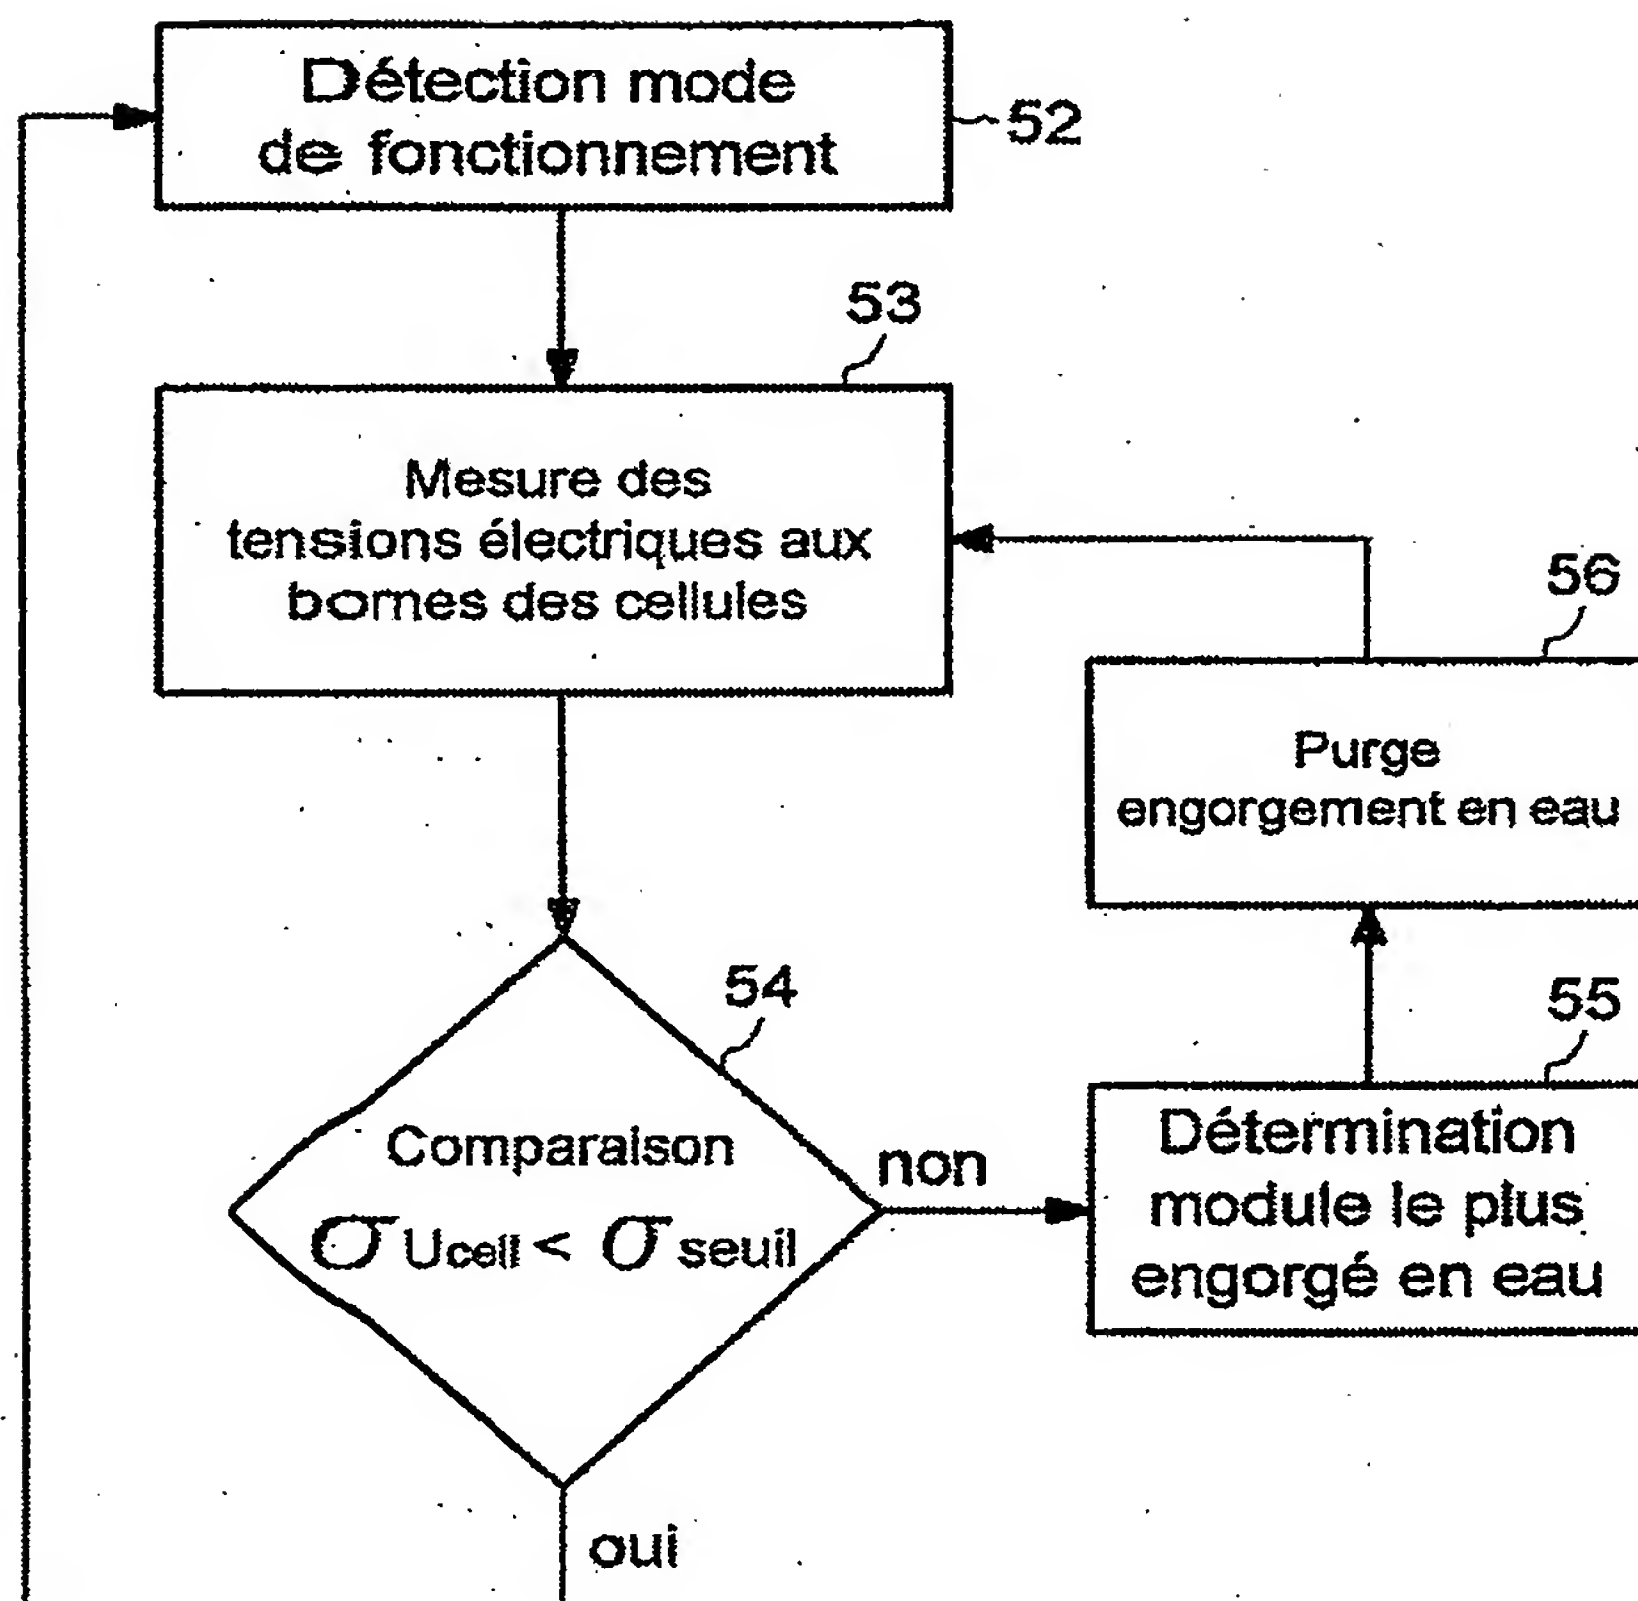 Détection mode
de fonctionnement
52
53
Mesure des
tensions électriques aux
bornes des cellules
56
Purge
engorgement en eau
54
Comparaison
σ Ucell < σ seuil
non
55
Détermination
module le plus
engorgé en eau
oui